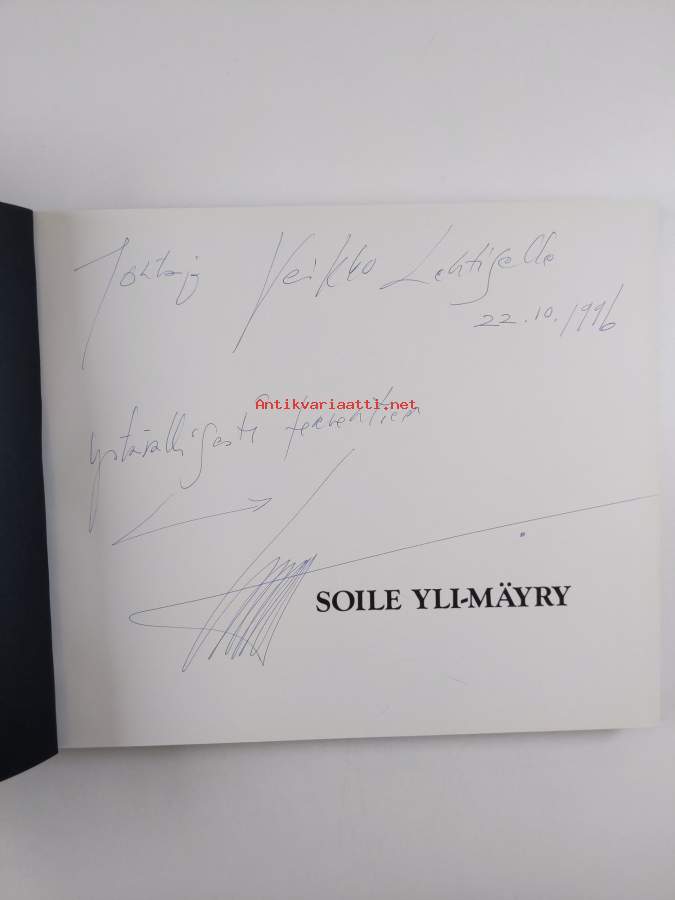 Johtaja Veikko Lehtiselle
22.10.1996
Antikvariaatti.net
ystävällisesti tervehtien
SOILE YLI-MÄYRY